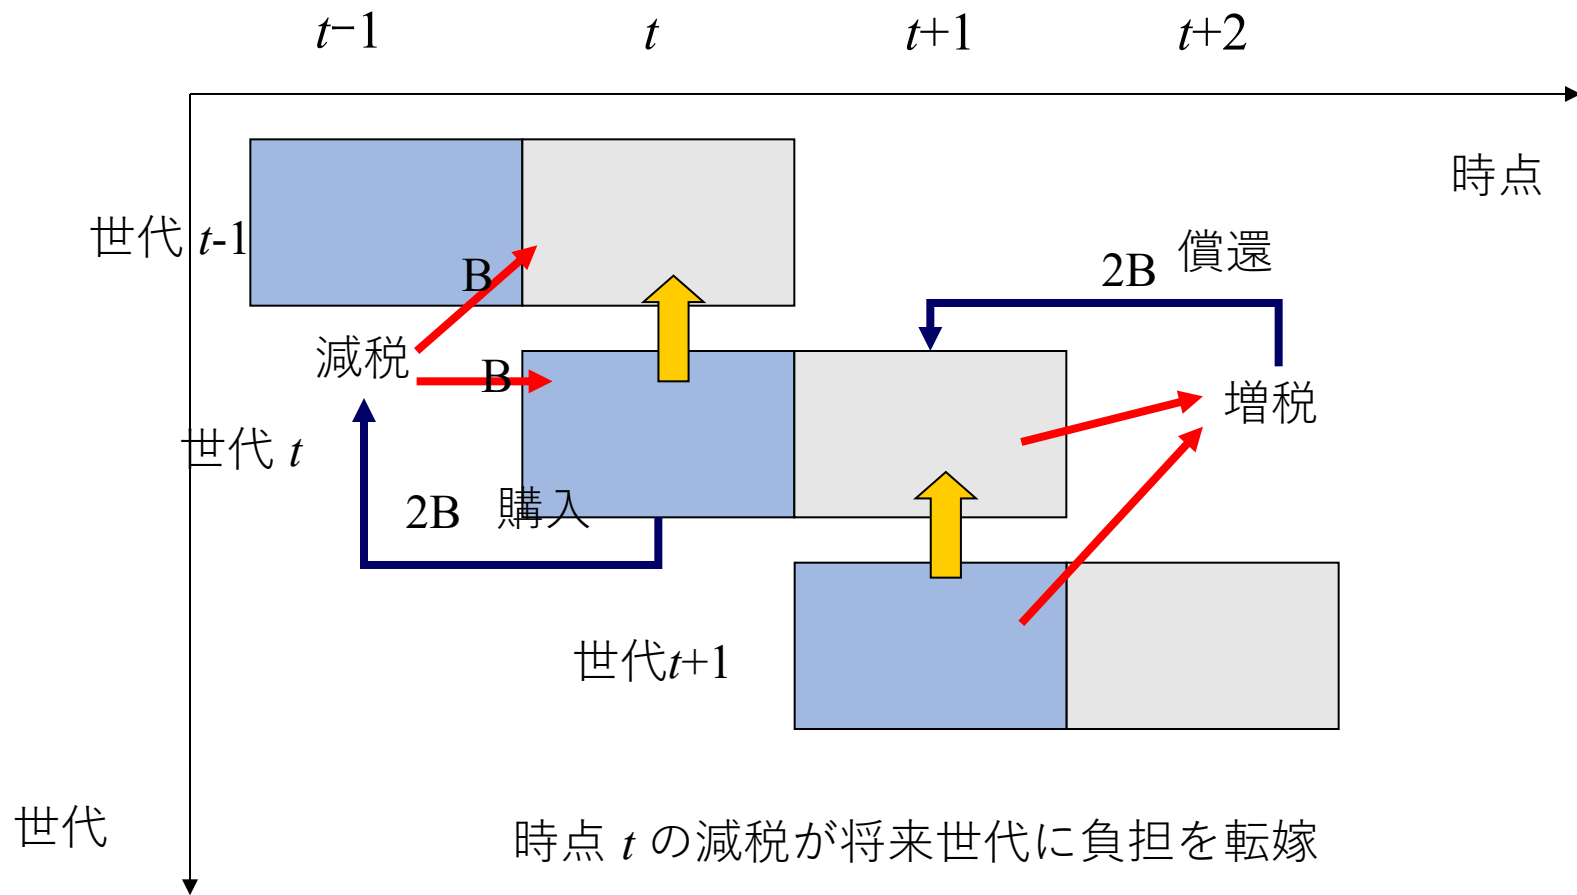 t−1 t t+1 t+2
時点
世代 t-1
償還
2B
B
減税
B
増税
世代 t
2B 購入
世代t+1
世代
時点 t の減税が将来世代に負担を転嫁